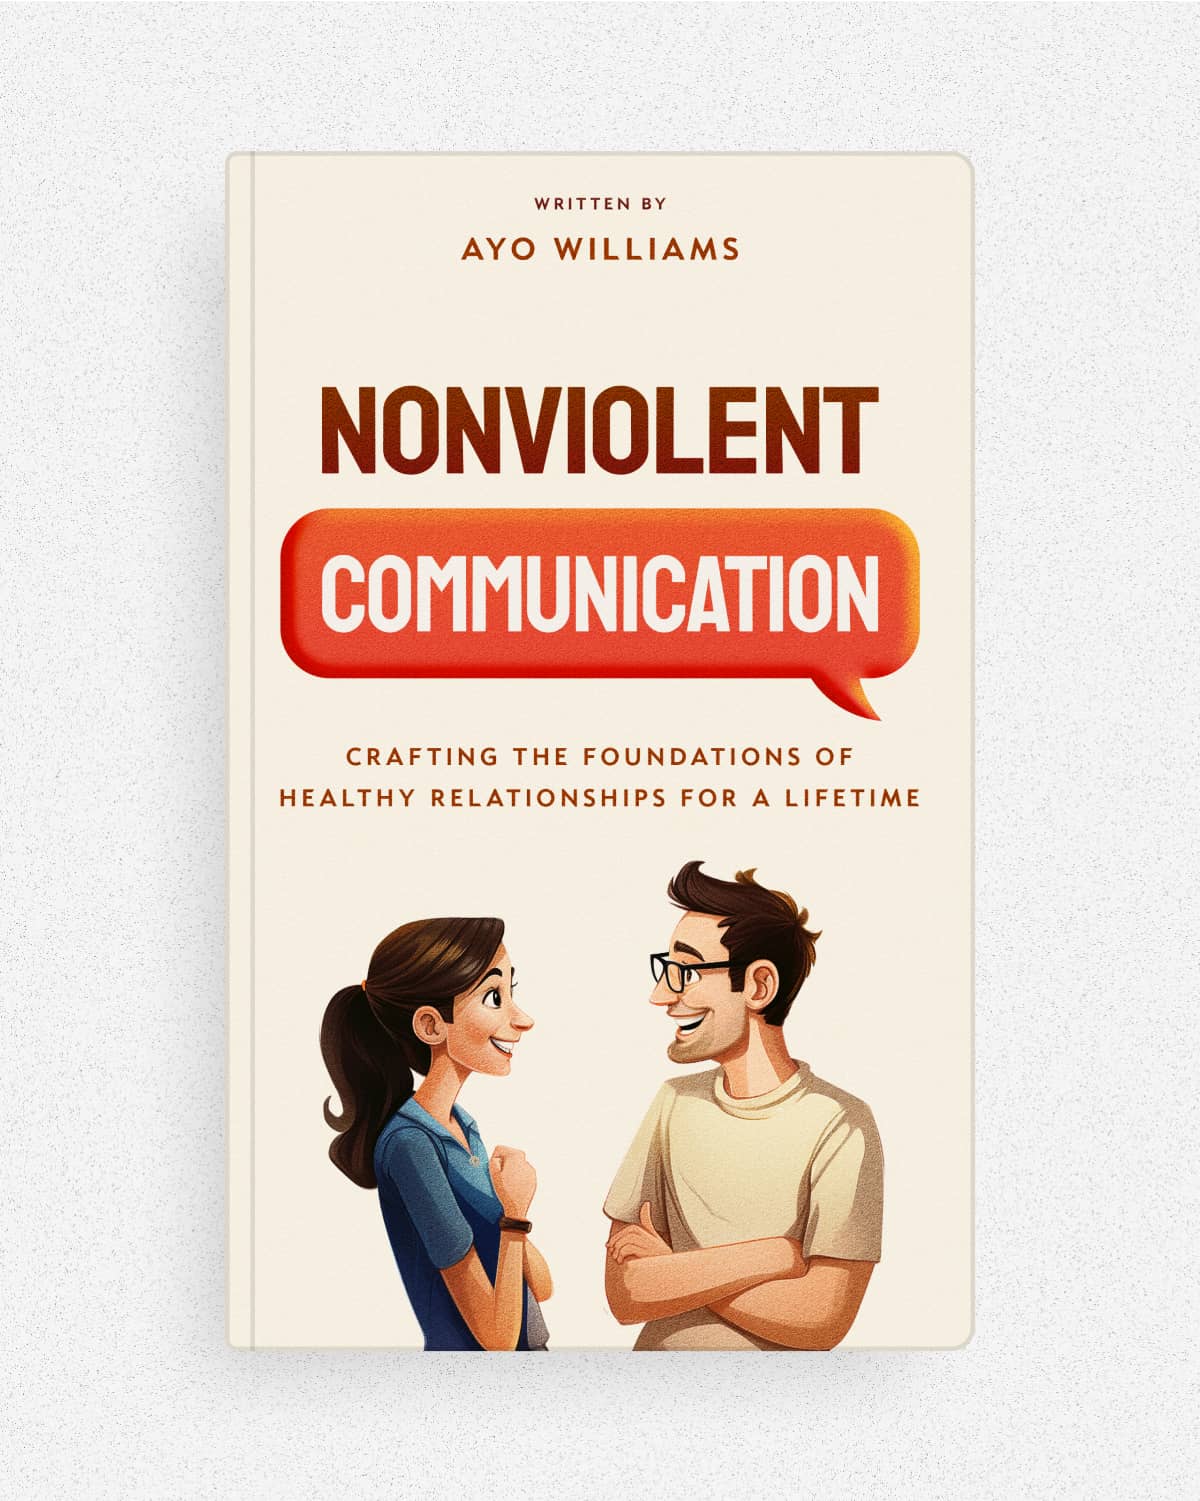 WRITTEN BY
AYO WILLIAMS
NONVIOLENT
COMMUNICATION
CRAFTING THE FOUNDATIONS OF
HEALTHY RELATIONSHIPS FOR A LIFETIME